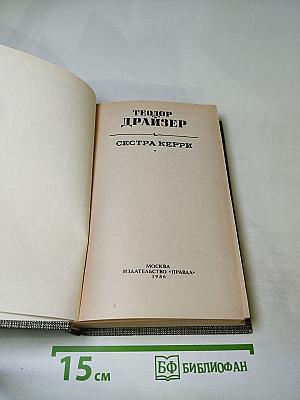 ТЕОДОР
ДРАЙЗЕР
СЕСТРА КЕРРИ
МОСКВА
ИЗДАТЕЛЬСТВО «ПРАВДА»
1986
15 см
БФ БИБЛИОФАН